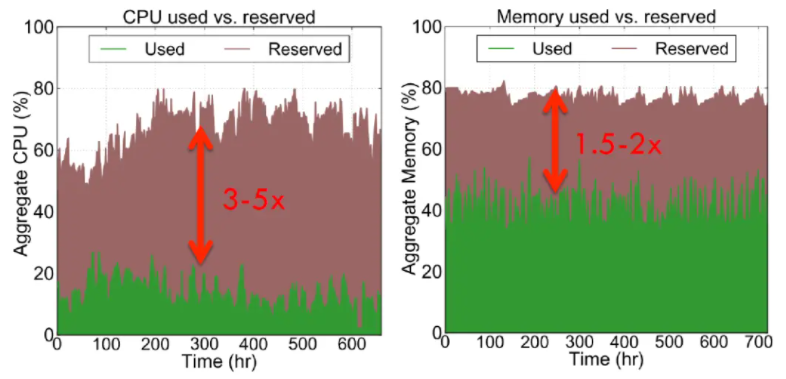 CPU used vs. reserved
Used Reserved
Aggregate CPU (%)
100
80
60
40
20
0
3-5x
0 100 200 300 400 500 600
Time (hr)
Memory used vs. reserved
Used Reserved
Aggregate Memory (%)
100
80
60
40
20
0
1.5-2x
0 100 200 300 400 500 600 700
Time (hr)